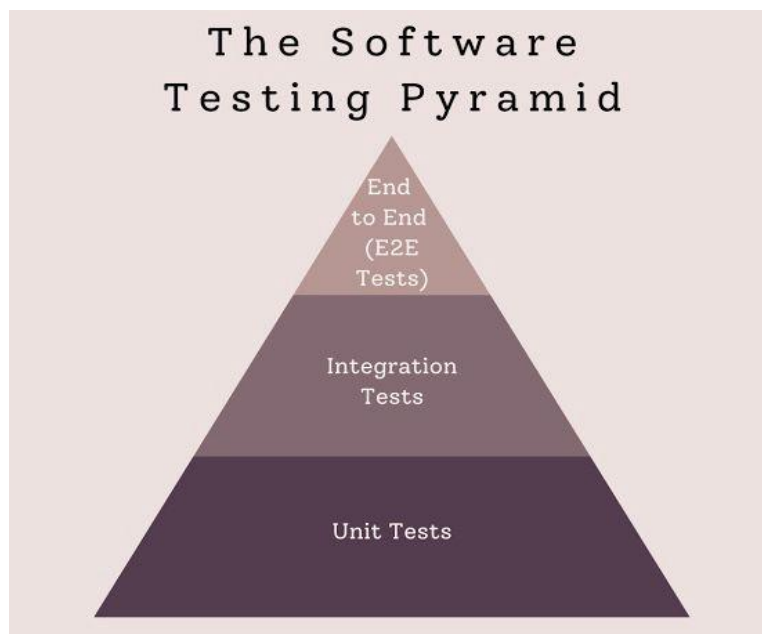 The Software
Testing Pyramid
End
to End
(E2E
Tests)
Integration
Tests
Unit Tests